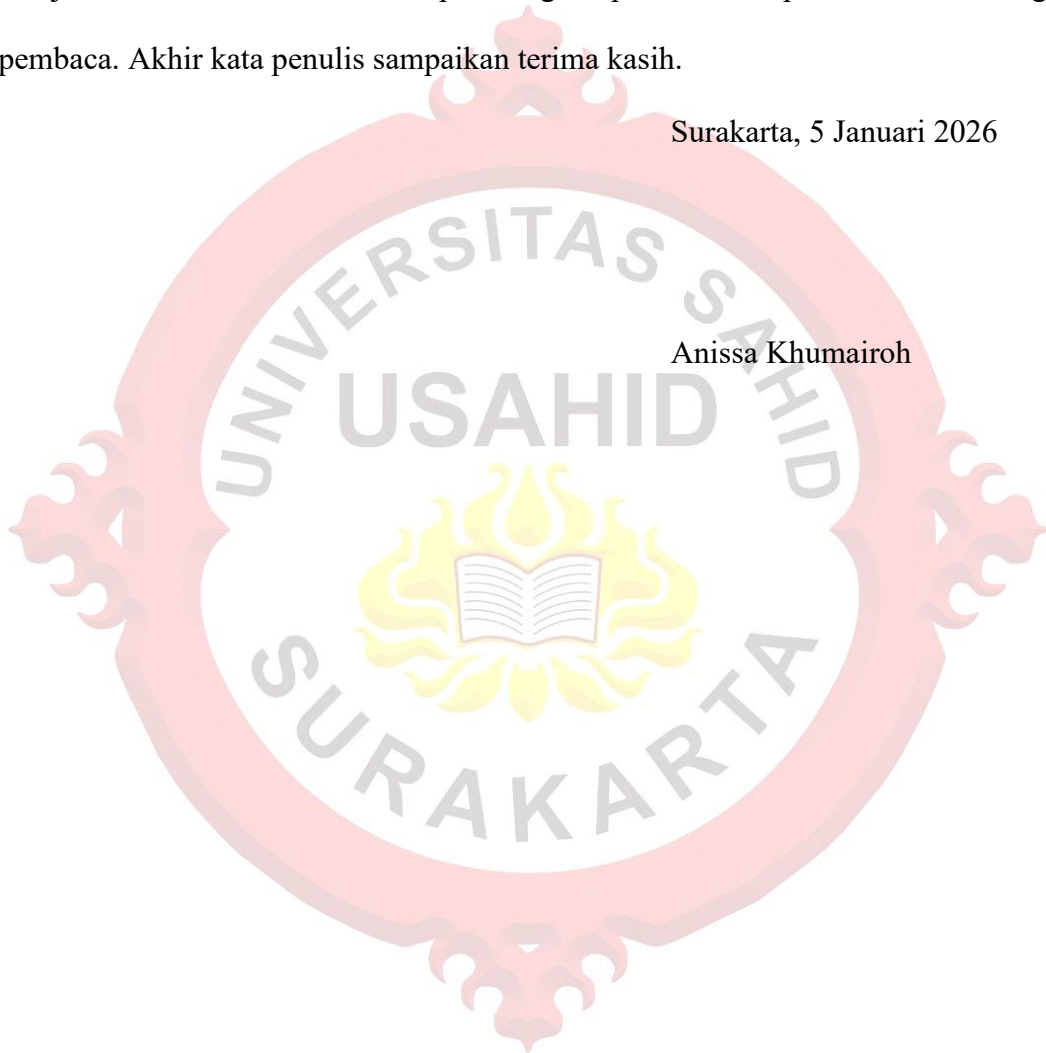 pembaca. Akhir kata penulis sampaikan terima kasih.
Surakarta, 5 Januari 2026
Anissa Khumairoh
UNIVERSITAS SAHID
USAHID
SURAKARTA